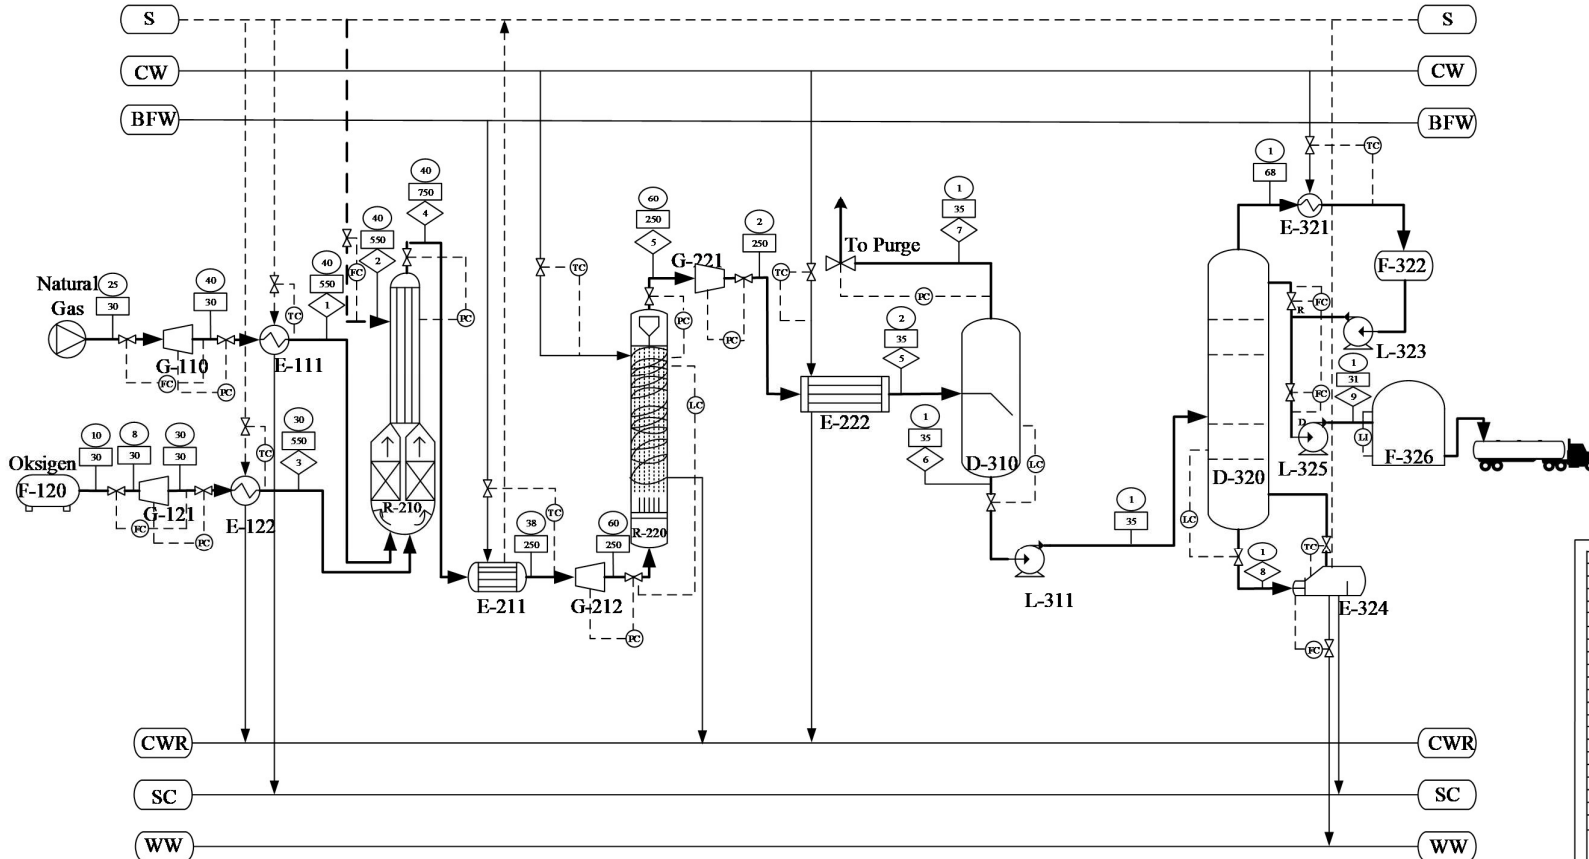 S
S
CW
CW
BFW
BFW
1
68
TC
E-321
40
750
4
40
550
2
60
250
5
2
250
1
35
7
To Purge
G-221
TC
TC
F-322
Natural
Gas
25
30
40
30
40
550
1
FC
TC
PC
PC
PC
PC
FC
R
L-323
2
35
5
G-110
E-111
FC
PC
LC
E-222
FC
1
31
9
D
L-325
LI
F-326
10
30
8
30
30
30
30
550
3
TC
1
35
6
D-310
LC
D-320
Oksigen
F-120
G-121
E-122
FC
PC
R-210
38
250
TC
60
250
R-220
1
35
LC
TC
1
8
E-211
G-212
PC
L-311
E-324
FC
CWR
CWR
SC
SC
WW
WW